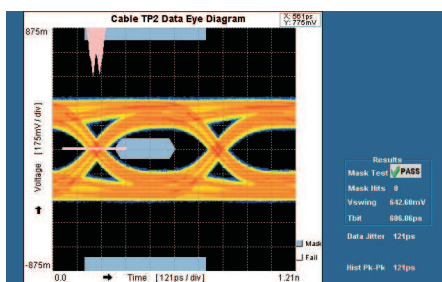 Cable TP2 Data Eye Diagram
X: 561ps
Y: 775mV
875m
Voltage [175mV / div]
-875m
0.0
Time [121ps / div]
1.21n
Mask
Fail
Results
Mask Test PASS
Mask Hits 0
Vswing 642.60mV
Tbit 606.06ps
Data Jitter 121ps
Hist Pk-Pk 121ps